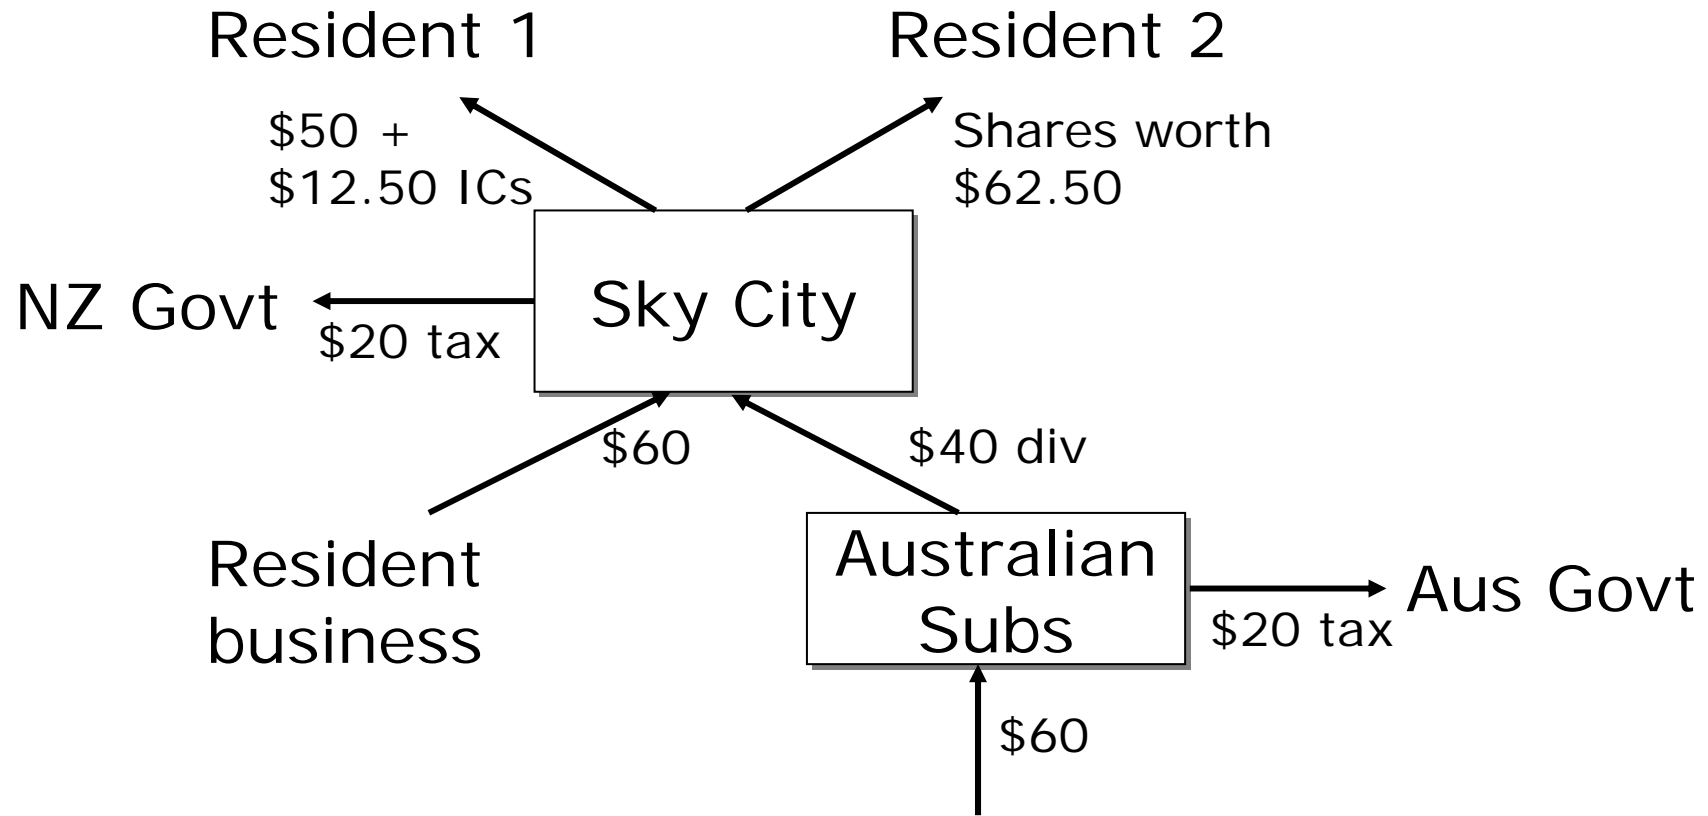 Resident 1
Resident 2
$50 +
$12.50 ICs
Shares worth
$62.50
Sky City
NZ Govt
$20 tax
$60
$40 div
Resident
business
Australian
Subs
Aus Govt
$20 tax
$60